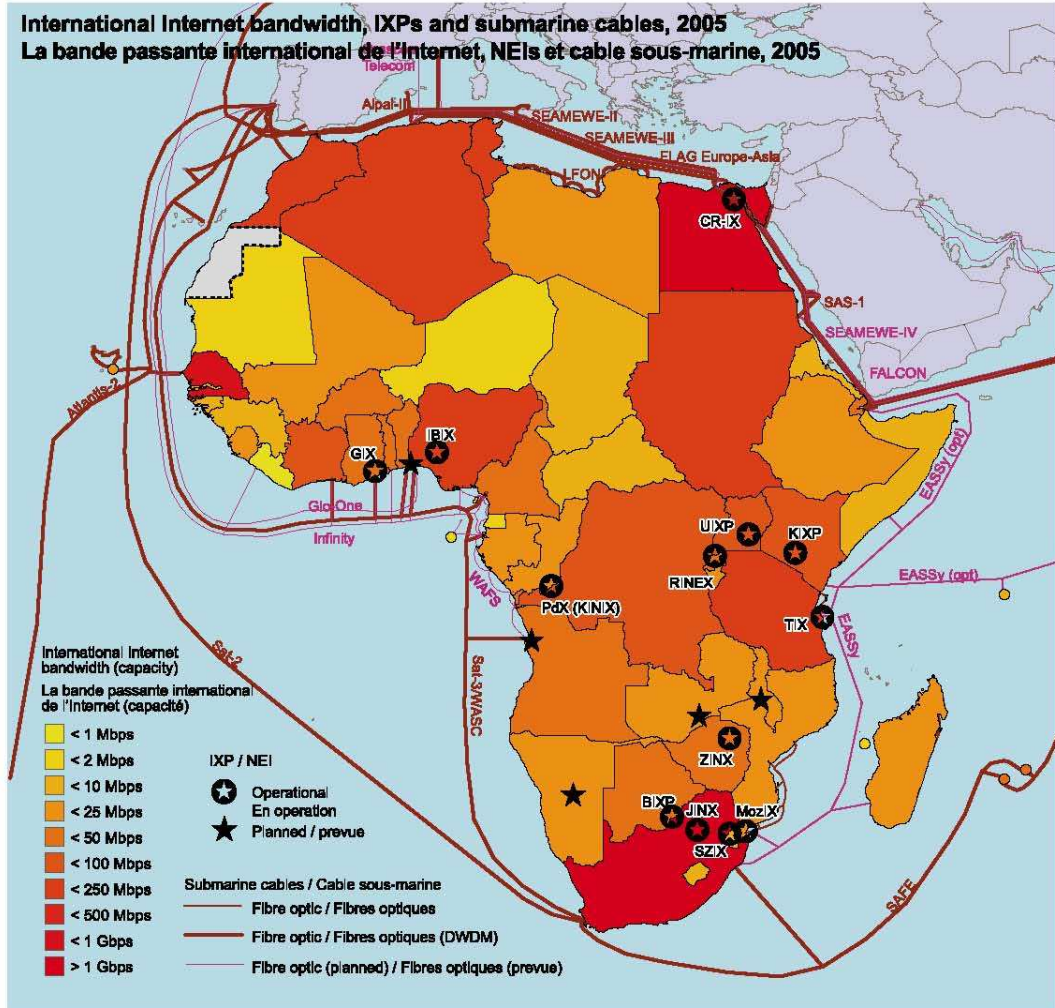 International Internet bandwidth, IXPs and submarine cables, 2005
La bande passante international de l'Internet, NEIs et cable sous-marine, 2005
Telecom
Alpal-II
SEAMEWE-II
SEAMEWE-III
FLAG Europe-Asia
LFON
CR-IX
SAS-1
SEAMEWE-IV
FALCON
Atlantis-2
IBIX
GIX
EASSy (opt)
Glo-One
Infinity
UIXP
KIXP
WAFS
RINEX
EASSy (opt)
PdX (KINIX)
TIX
EASSy
Sat-2
Sat-3/WASC
ZINX
BIXP
JINX
MozIX
SZIX
SAFE
International Internet
bandwidth (capacity)
La bande passante international
de l'Internet (capacité)
< 1 Mbps
< 2 Mbps
< 10 Mbps
< 25 Mbps
< 50 Mbps
< 100 Mbps
< 250 Mbps
< 500 Mbps
< 1 Gbps
> 1 Gbps
IXP / NEI
Operational
En operation
Planned / prevue
Submarine cables / Cable sous-marine
Fibre optic / Fibres optiques
Fibre optic / Fibres optiques (DWDM)
Fibre optic (planned) / Fibres optiques (prevue)